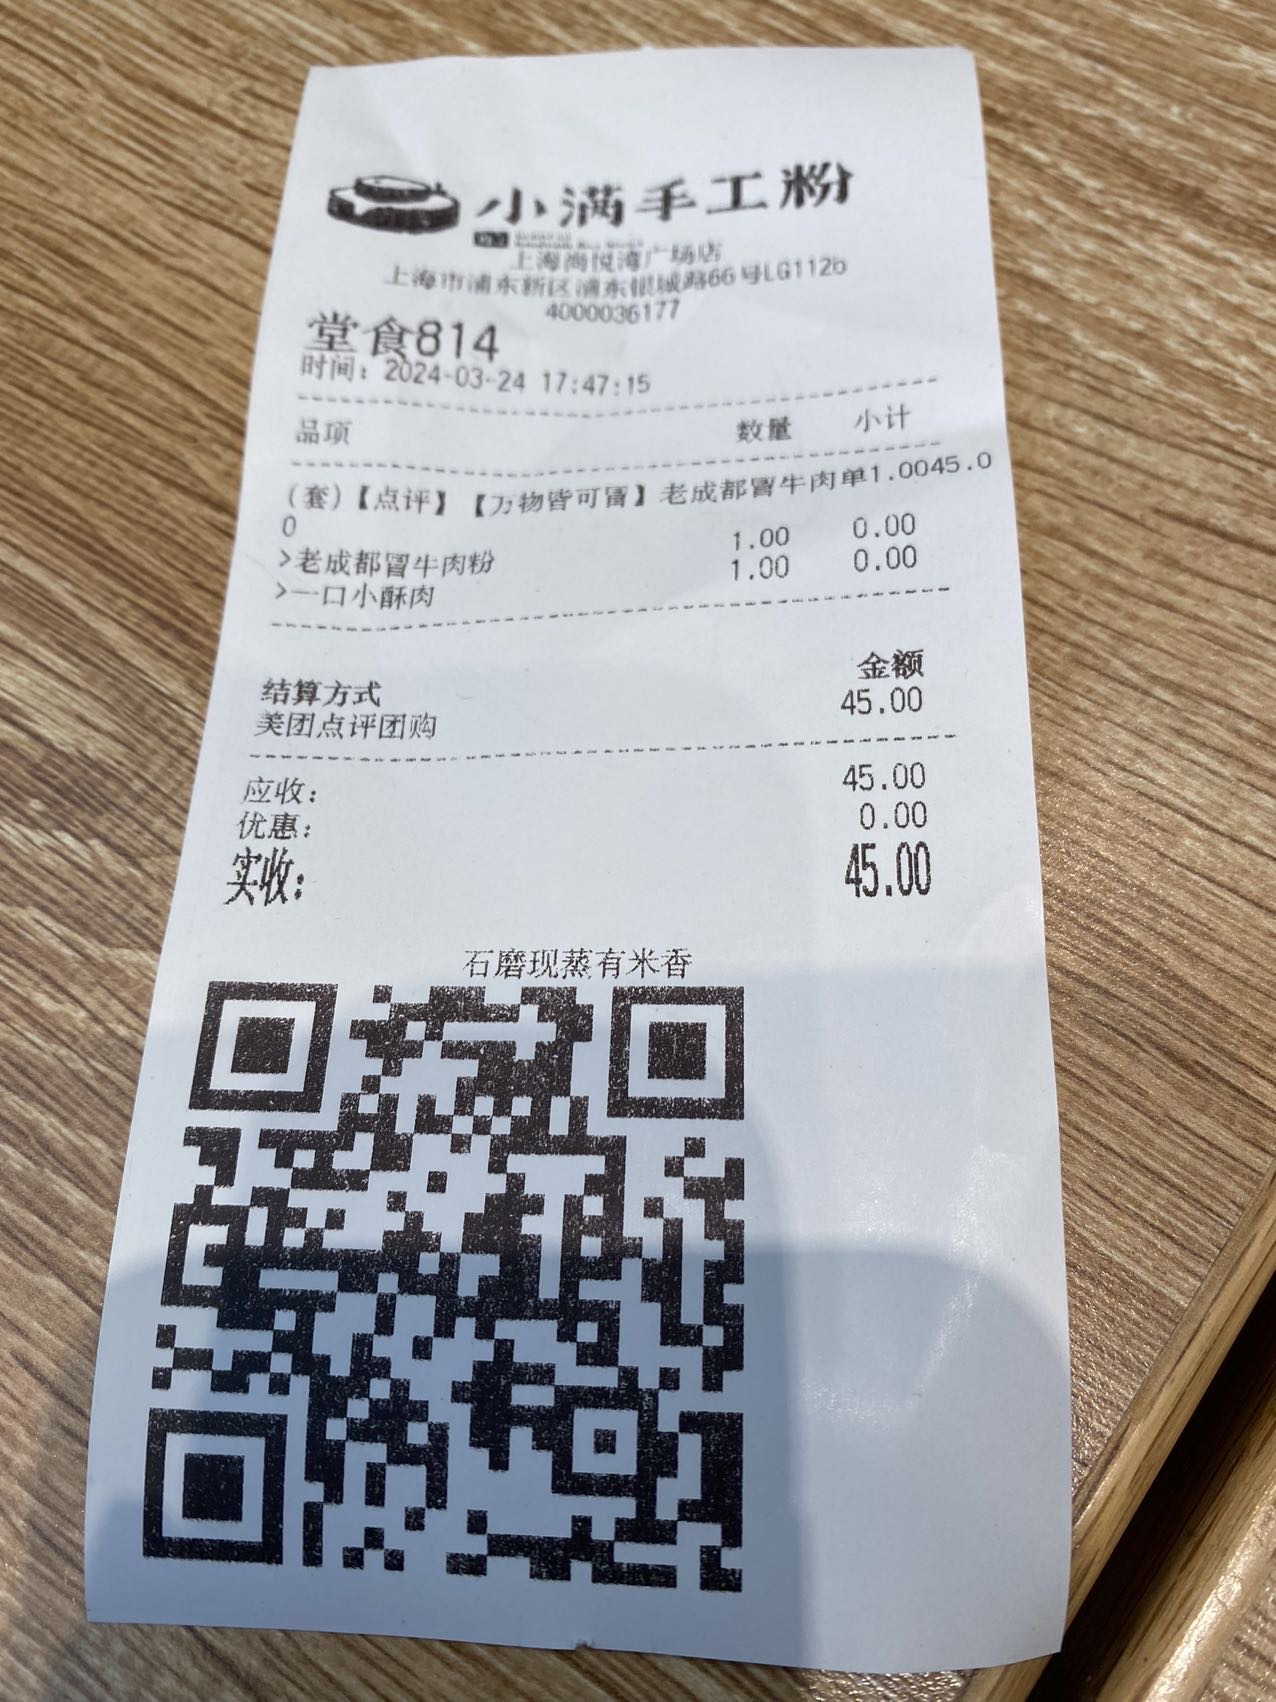 小满手工粉
上海尚悦湾广场店
上海市浦东新区浦东银城路66号LG112b
4000036177
堂食814
时间：2024-03-24 17:47:15
品项 数量 小计
(套)【点评】【万物皆可冒】老成都冒牛肉单1.0045.0
0
>老成都冒牛肉粉 1.00 0.00
>一口小酥肉 1.00 0.00
结算方式 金额
美团点评团购 45.00
应收： 45.00
优惠： 0.00
实收： 45.00
石磨现蒸有米香